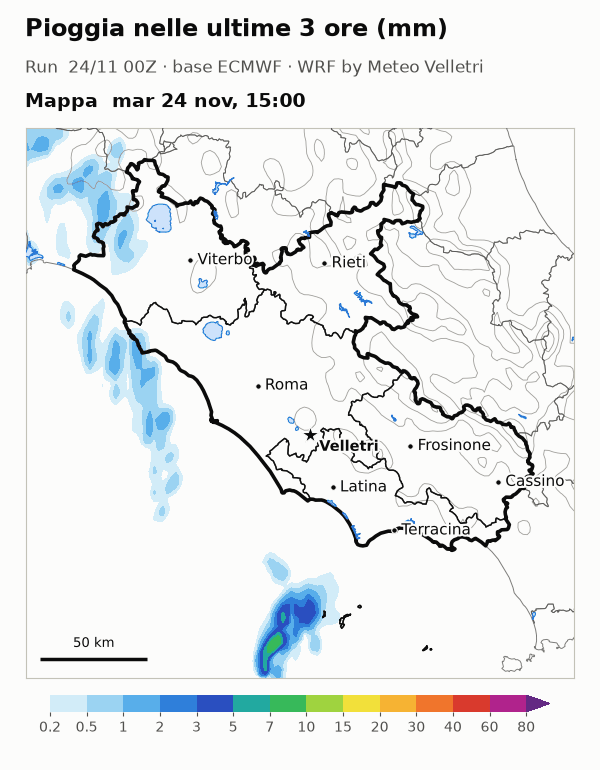 Pioggia nelle ultime 3 ore (mm)
Run  24/11 00Z · base ECMWF · WRF by Meteo Velletri
Mappa  mar 24 nov, 15:00
Viterbo
Rieti
Roma
Velletri
Frosinone
Cassino
Latina
Terracina
50 km
0.2 0.5 1 2 3 5 7 10 15 20 30 40 60 80